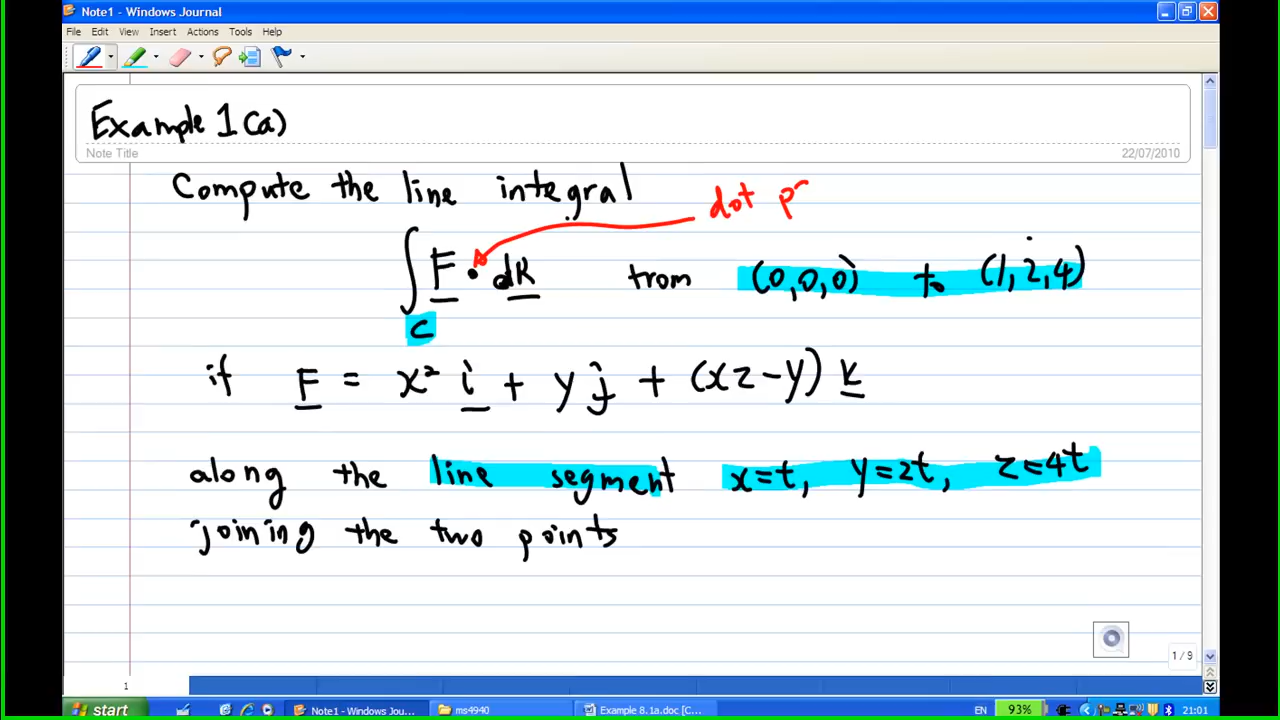 Note1 - Windows Journal
File Edit View Insert Actions Tools Help
Example 1(a)
Note Title
22/07/2010
Compute the line integral
dot pr
∫ F • dR from (0,0,0) to (1,2,4)
C
if F = x² i + y j + (xz-y) k
along the line segment x=t, y=2t, z=4t
joining the two points
1 / 9
1
start
Note1 - Windows Jou...
ms4940
Example 8.1a.doc [C...
EN
93%
21:01